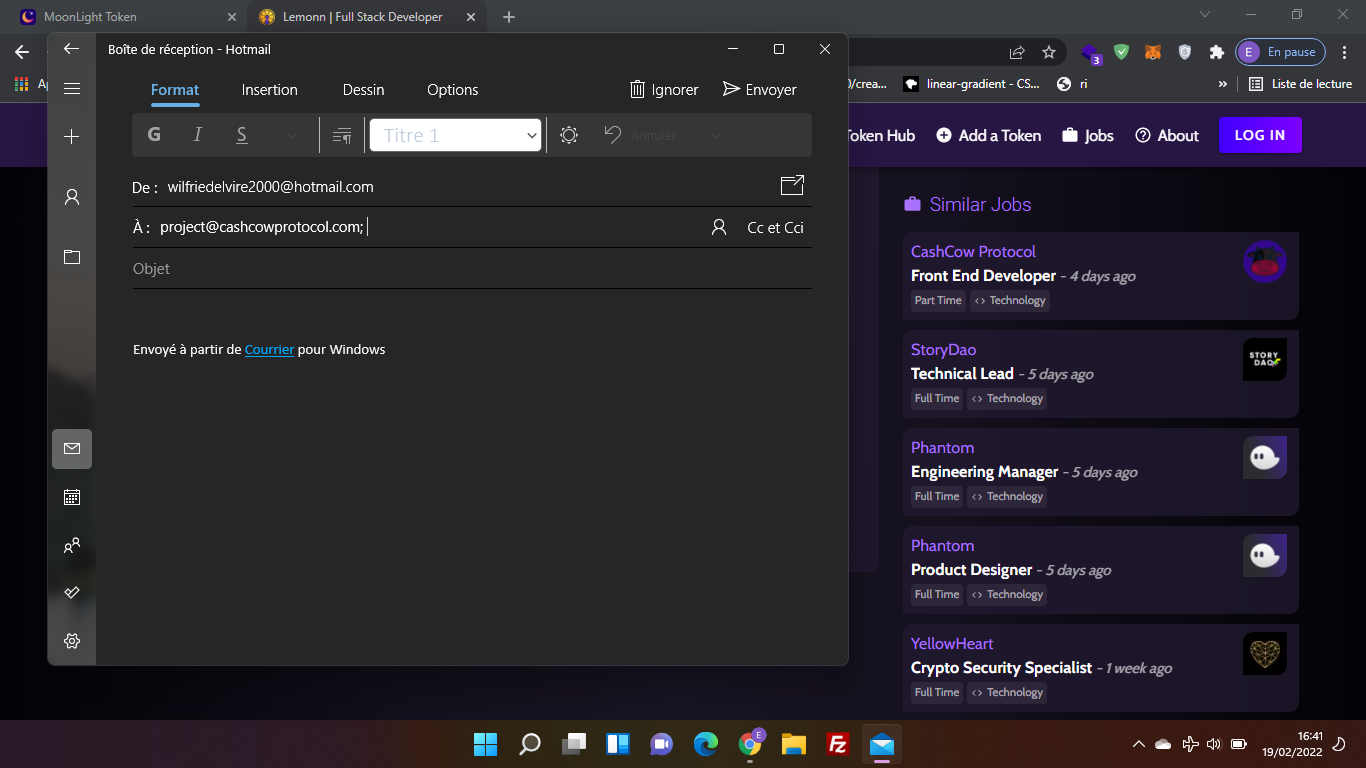 MoonLight Token
Lemonn | Full Stack Developer
Boîte de réception - Hotmail
3
E
En pause
0/crea...
linear-gradient - CS...
ri
»
Liste de lecture
Format
Insertion
Dessin
Options
Ignorer
Envoyer
G
I
S
Titre 1
Annuler
Token Hub
Add a Token
Jobs
About
LOG IN
De : wilfriedelvire2000@hotmail.com
À : project@cashcowprotocol.com;
Cc et Cci
Objet
Envoyé à partir de Courrier pour Windows
Similar Jobs
CashCow Protocol
Front End Developer - 4 days ago
Part Time
<> Technology
StoryDao
Technical Lead - 5 days ago
Full Time
<> Technology
STORY
DAO
Phantom
Engineering Manager - 5 days ago
Full Time
<> Technology
Phantom
Product Designer - 5 days ago
Full Time
<> Technology
YellowHeart
Crypto Security Specialist - 1 week ago
Full Time
<> Technology
E
Fz
16:41
19/02/2022